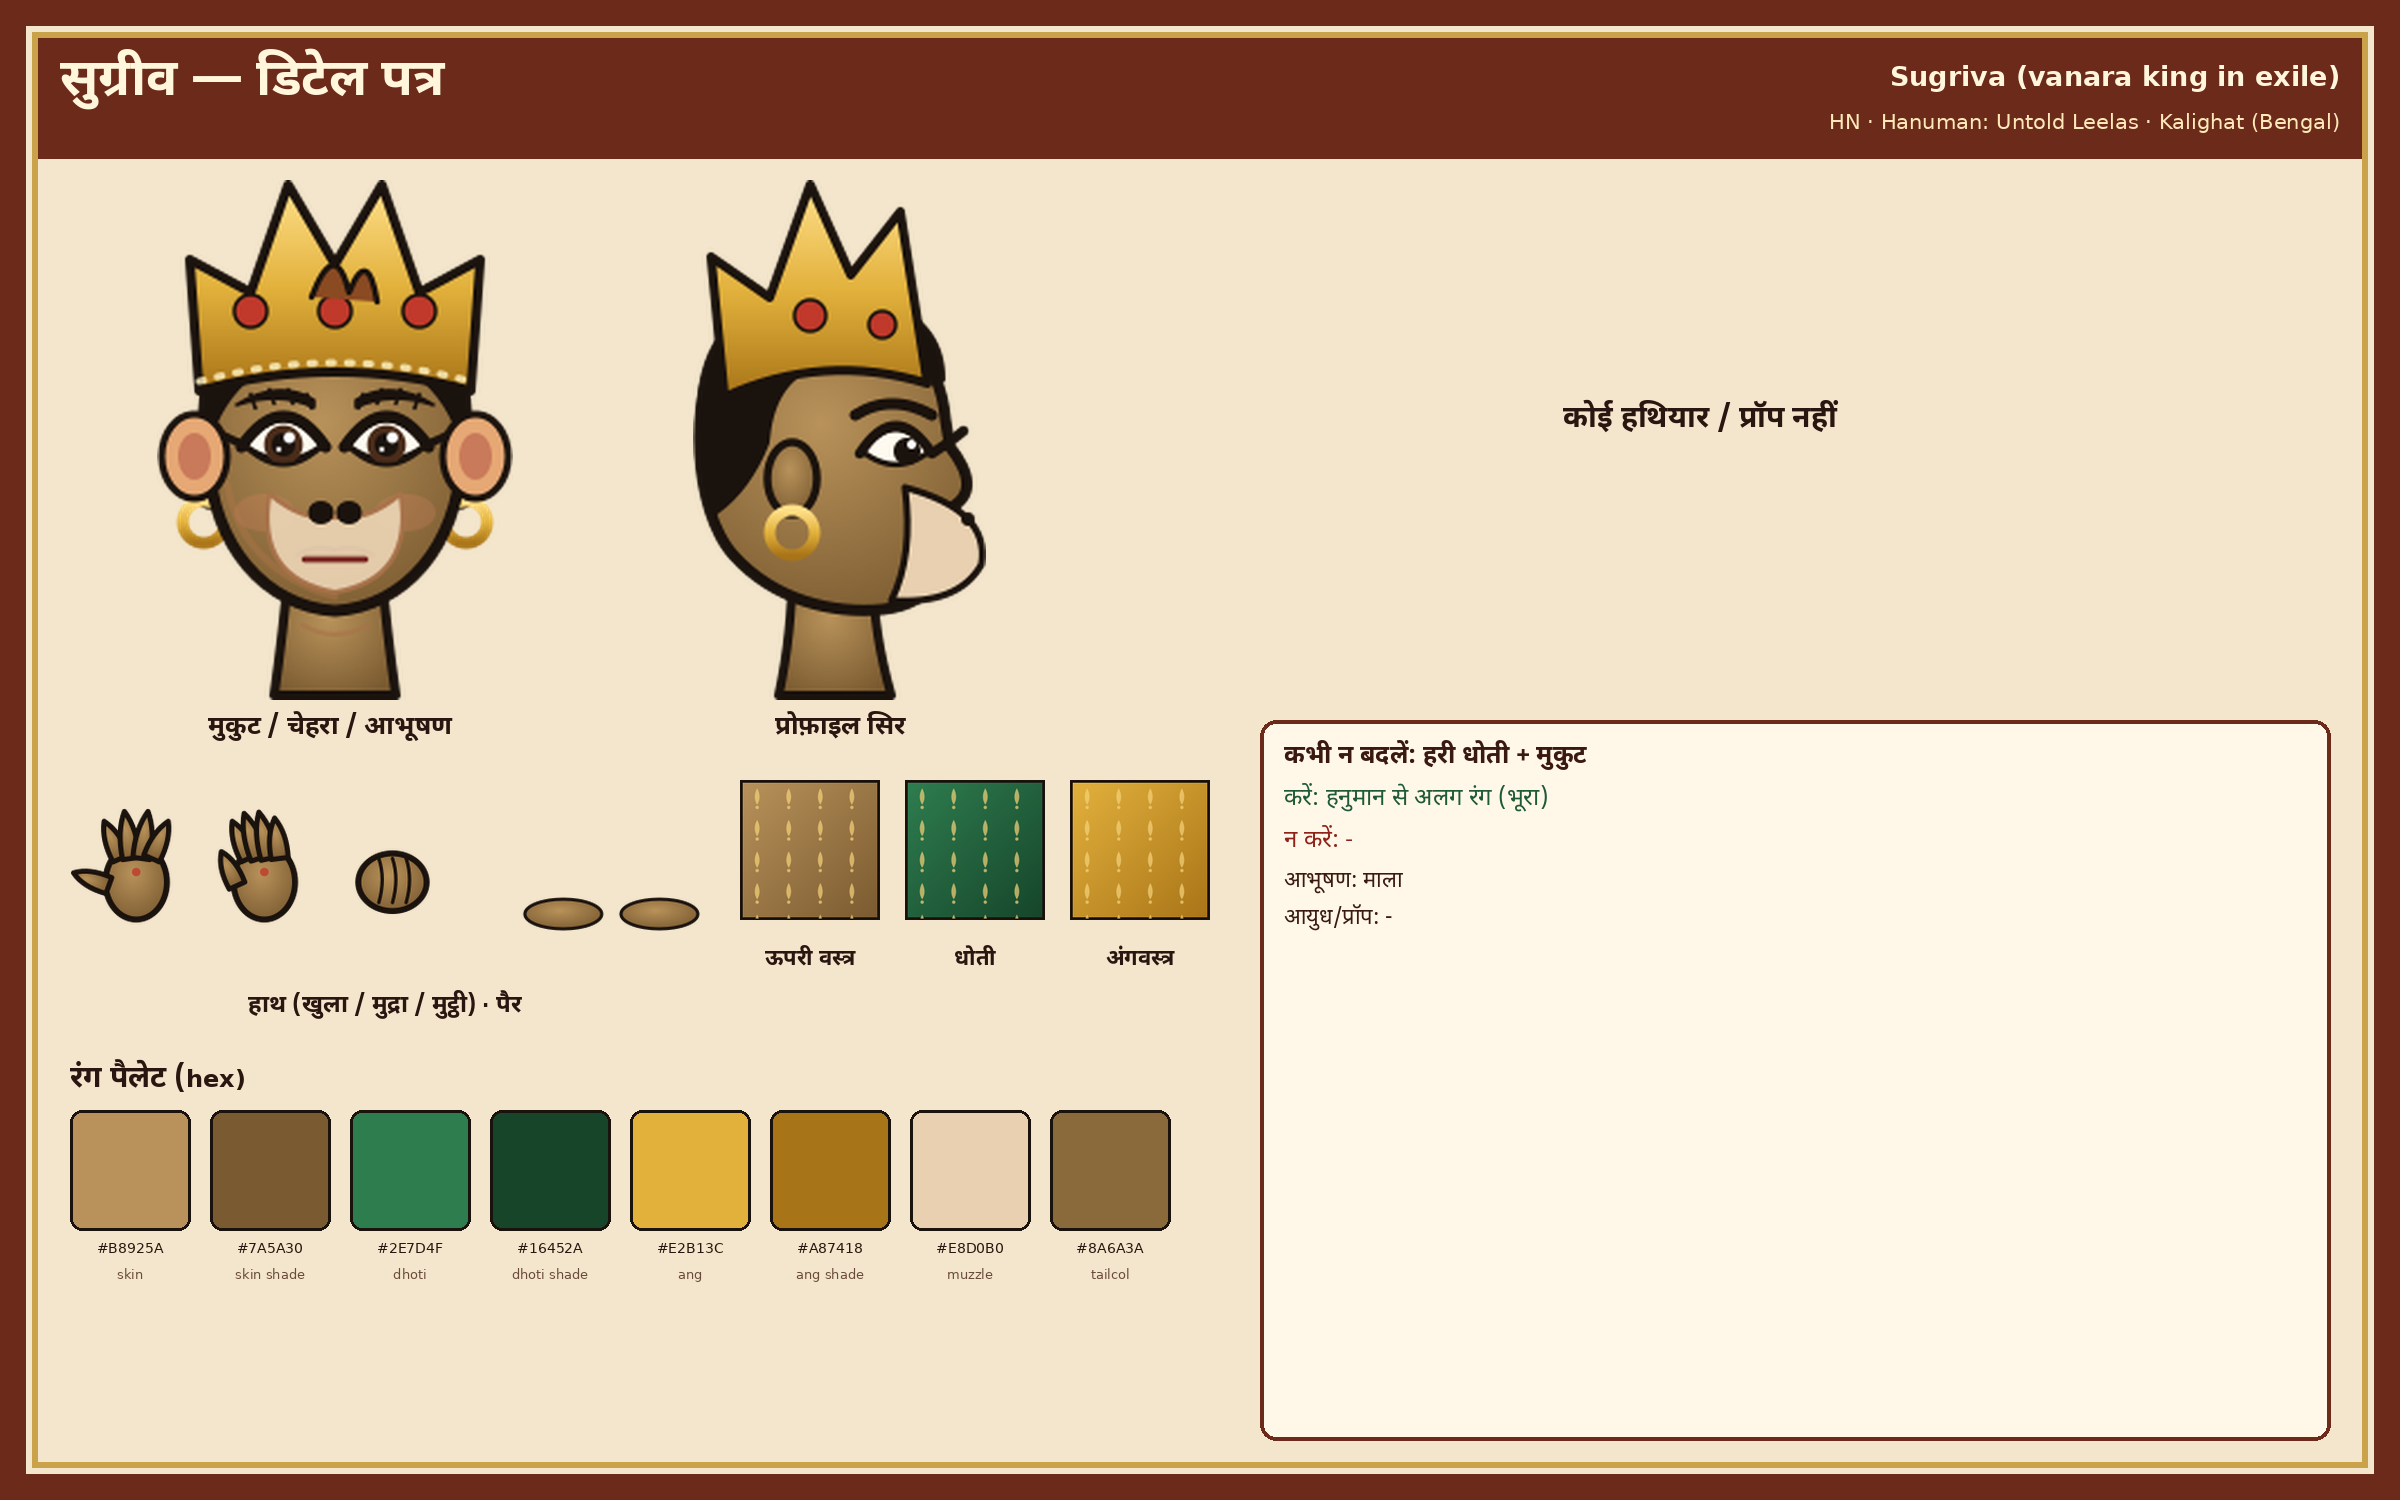 सुग्रीव — डिटेल पत्र
Sugriva (vanara king in exile)
HN · Hanuman: Untold Leelas · Kalighat (Bengal)
कोई हथियार / प्रॉप नहीं
मुकुट / चेहरा / आभूषण
प्रोफ़ाइल सिर
ऊपरी वस्त्र
धोती
अंगवस्त्र
हाथ (खुला / मुद्रा / मुट्ठी) · पैर
रंग पैलेट (hex)
#B8925A
#7A5A30
#2E7D4F
#16452A
#E2B13C
#A87418
#E8D0B0
#8A6A3A
skin
skin shade
dhoti
dhoti shade
ang
ang shade
muzzle
tailcol
कभी न बदलें: हरी धोती + मुकुट
करें: हनुमान से अलग रंग (भूरा)
न करें: -
आभूषण: माला
आयुध/प्रॉप: -